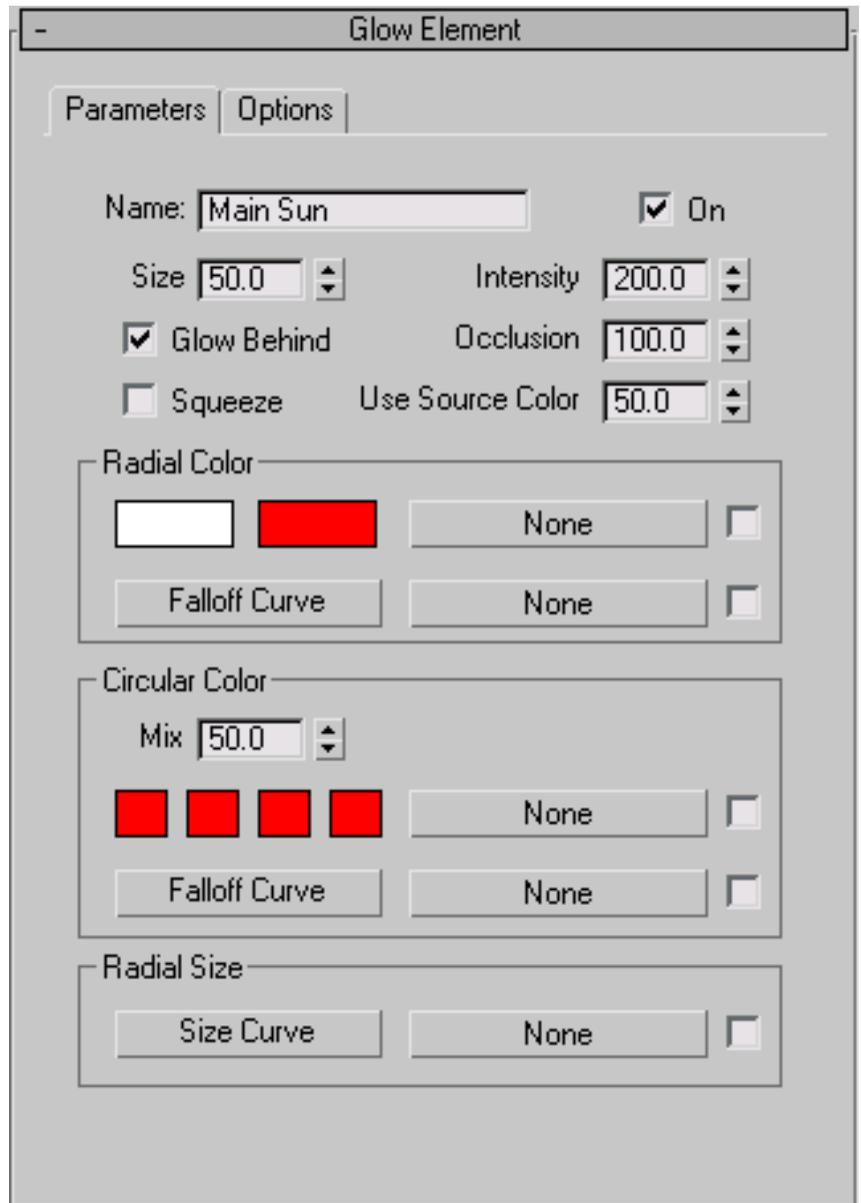 - Glow Element
Parameters Options
Name: Main Sun On
Size 50.0 Intensity 200.0
Glow Behind Occlusion 100.0
Squeeze Use Source Color 50.0
Radial Color
None
Falloff Curve None
Circular Color
Mix 50.0
None
Falloff Curve None
Radial Size
Size Curve None